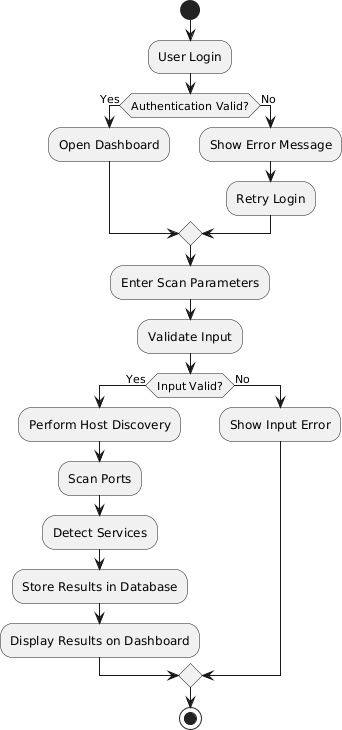 User Login
Yes
Authentication Valid?
No
Open Dashboard
Show Error Message
Retry Login
Enter Scan Parameters
Validate Input
Yes
Input Valid?
No
Perform Host Discovery
Show Input Error
Scan Ports
Detect Services
Store Results in Database
Display Results on Dashboard